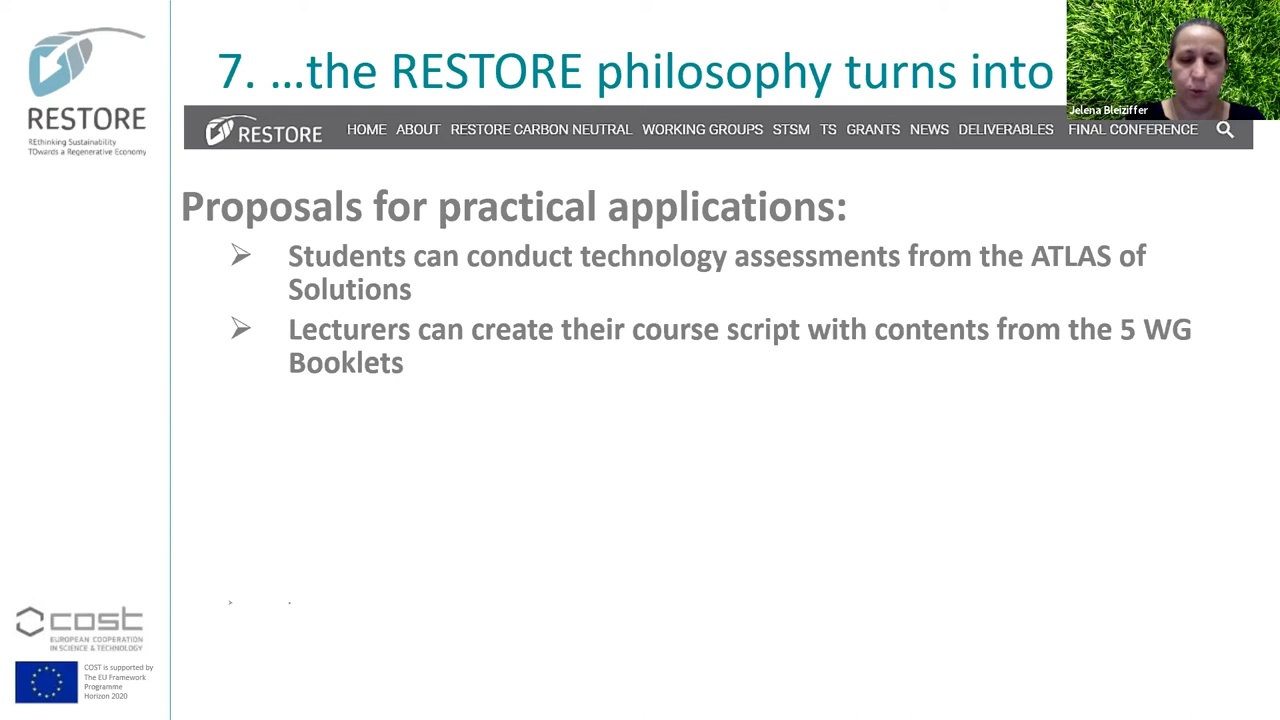 7. …the RESTORE philosophy turns into
Jelena Bleiziffer
RESTORE
REthinking Sustainability
TOwards a Regenerative Economy
RESTORE HOME ABOUT RESTORE CARBON NEUTRAL WORKING GROUPS STSM TS GRANTS NEWS DELIVERABLES FINAL CONFERENCE
Proposals for practical applications:
➢ Students can conduct technology assessments from the ATLAS of
Solutions
➢ Lecturers can create their course script with contents from the 5 WG
Booklets
cost
EUROPEAN COOPERATION
IN SCIENCE & TECHNOLOGY
COST is supported by
The EU Framework
Programme
Horizon 2020